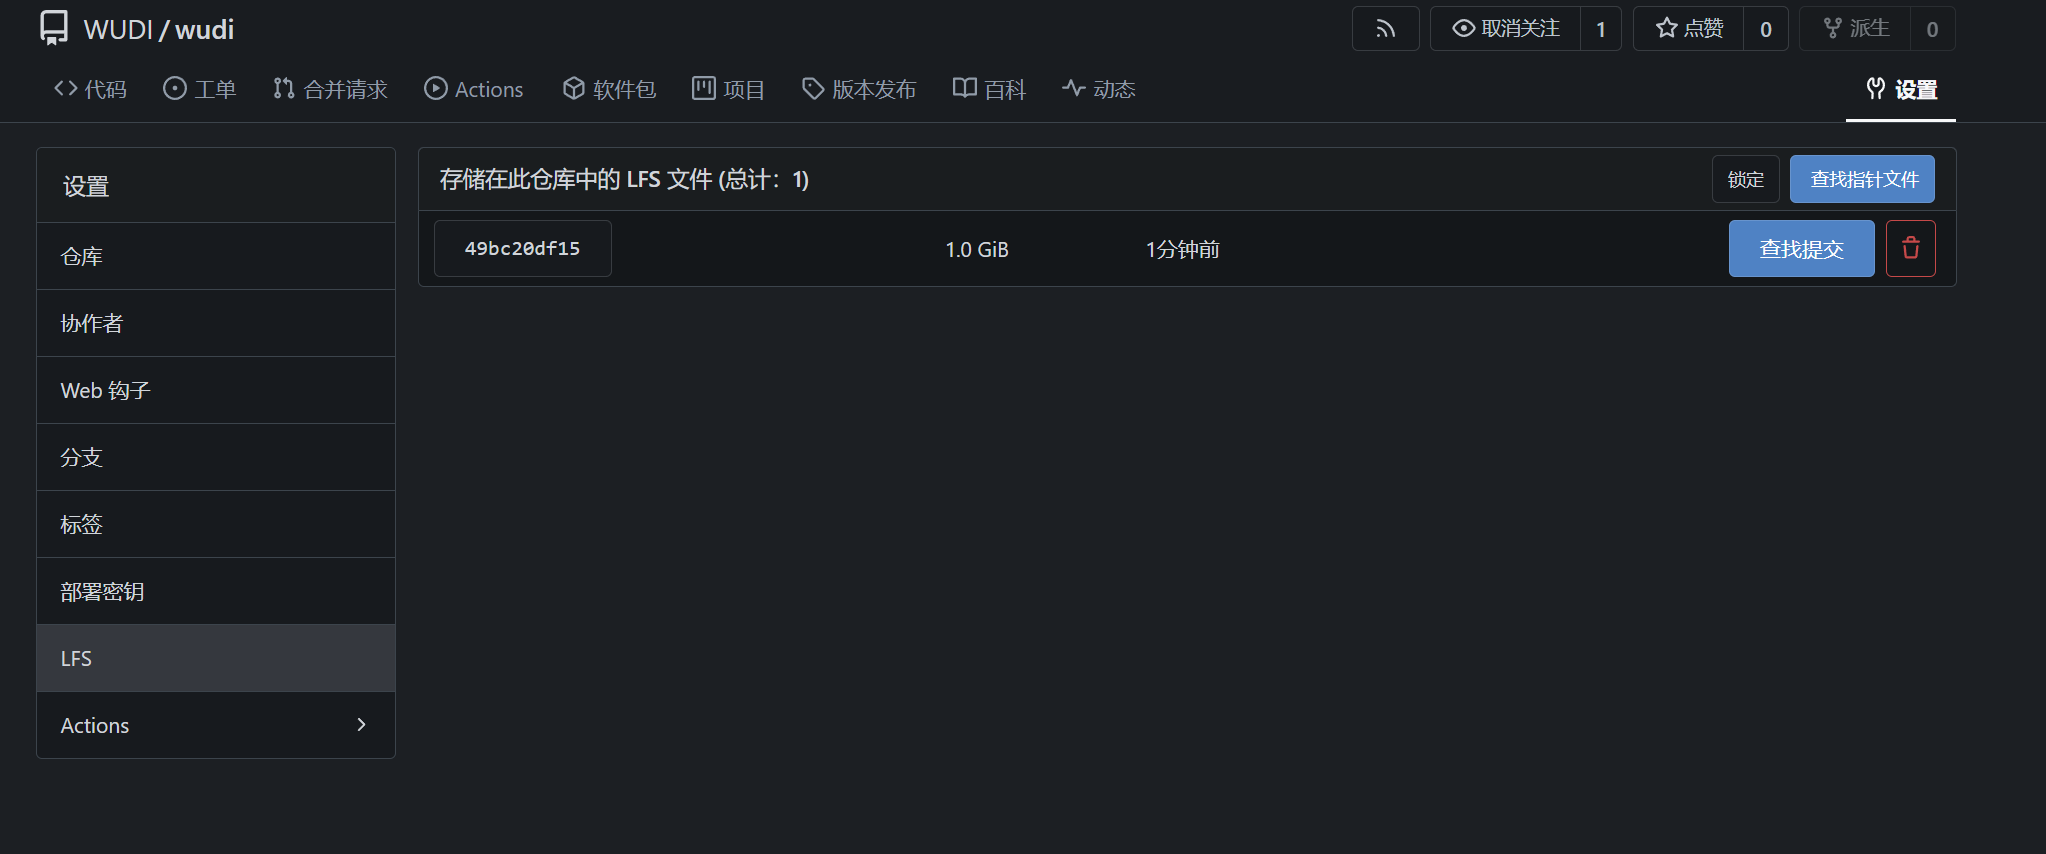 WUDI / wudi
取消关注 1
点赞 0
派生 0
代码
工单
合并请求
Actions
软件包
项目
版本发布
百科
动态
设置
设置
仓库
协作者
Web 钩子
分支
标签
部署密钥
LFS
Actions
存储在此仓库中的 LFS 文件 (总计：1)
锁定
查找指针文件
49bc20df15
1.0 GiB
1分钟前
查找提交